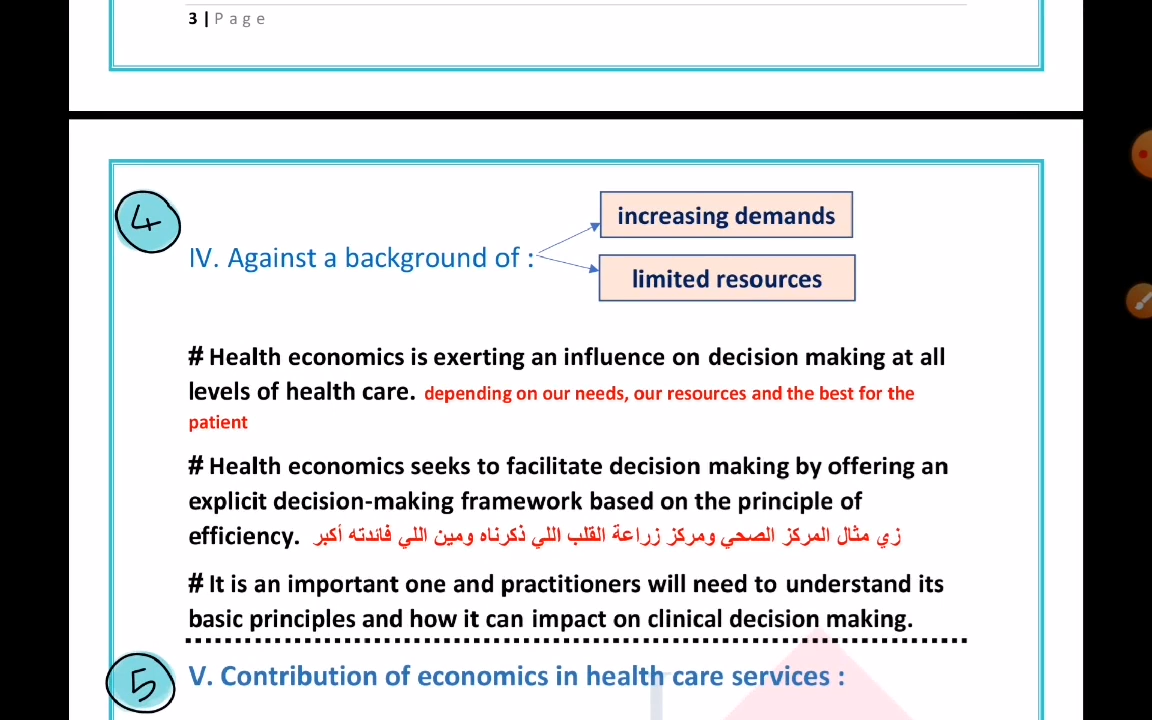 3 | P a g e
4
increasing demands
IV. Against a background of :
limited resources
# Health economics is exerting an influence on decision making at all
levels of health care. depending on our needs, our resources and the best for the
patient
# Health economics seeks to facilitate decision making by offering an
explicit decision-making framework based on the principle of
efficiency. زي مثال المركز الصحي ومركز زراعة القلب اللي ذكرناه ومين اللي فائدته أكبر
# It is an important one and practitioners will need to understand its
basic principles and how it can impact on clinical decision making.
5
V. Contribution of economics in health care services :